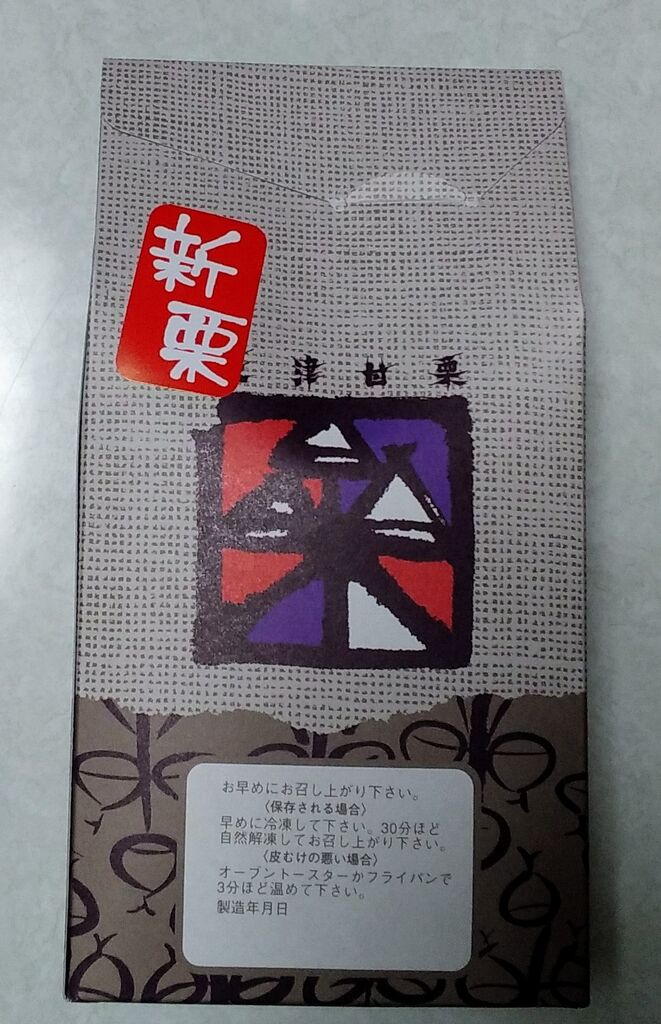 新
栗
津甘栗
お早めにお召し上がり下さい。
〈保存される場合〉
早めに冷凍して下さい。30分ほど
自然解凍してお召し上がり下さい。
〈皮むけの悪い場合〉
オーブントースターかフライパンで
3分ほど温めて下さい。
製造年月日